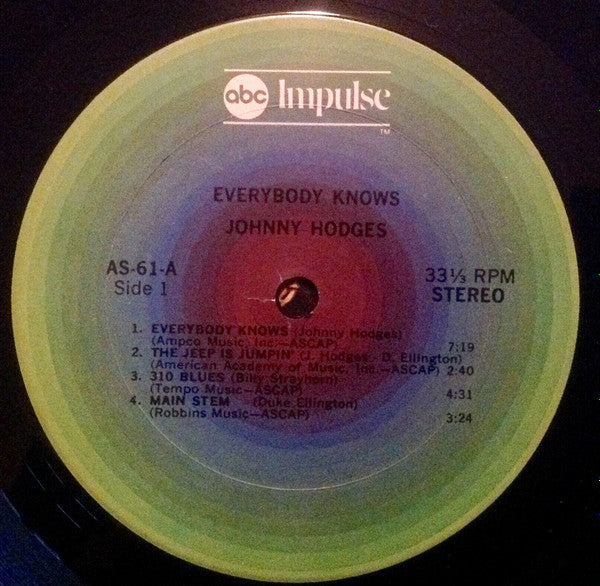 abc Impulse
TM
EVERYBODY KNOWS
JOHNNY HODGES
AS-61-A
Side 1
33⅓ RPM
STEREO
1. EVERYBODY KNOWS (Johnny Hodges)
(Ampco Music, Inc.—ASCAP) 7:19
2. THE JEEP IS JUMPIN' (J. Hodges - D. Ellington)
(American Academy of Music, Inc.—ASCAP) 2:40
3. 310 BLUES (Billy Strayhorn)
(Tempo Music—ASCAP) 4:31
4. MAIN STEM (Duke Ellington)
(Robbins Music—ASCAP) 3:24